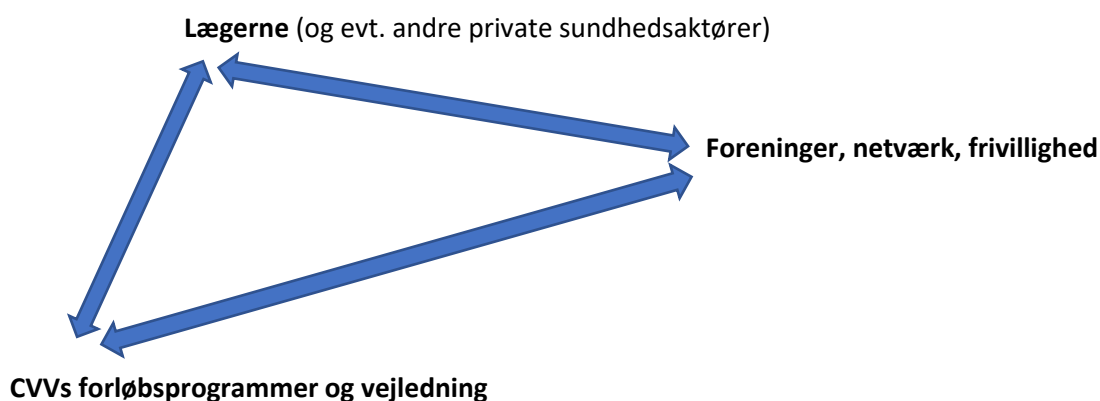 Lægerne (og evt. andre private sundhedsaktører)
Foreninger, netværk, frivillighed
CVVs forløbsprogrammer og vejledning